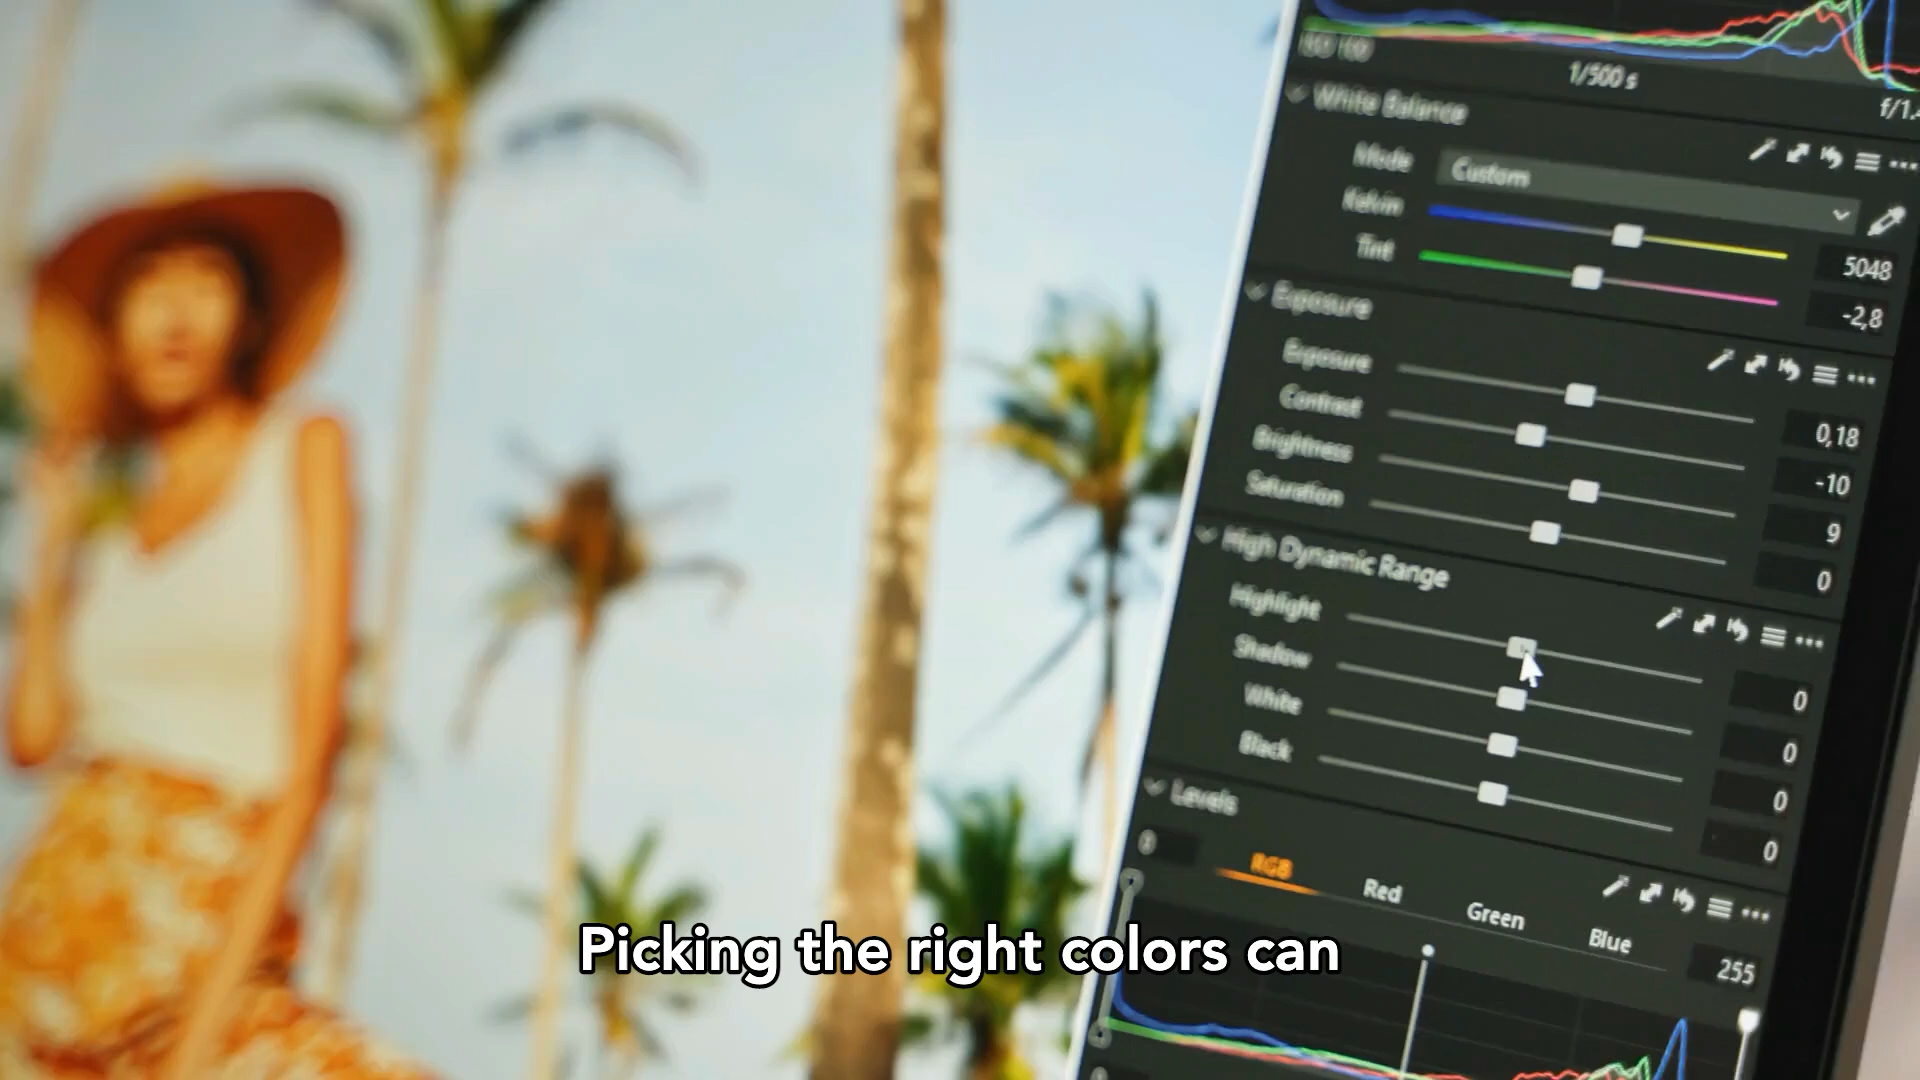 ISO 100
1/500 s
White Balance
Mode
Custom
Kelvin
5048
Tint
-2,8
Exposure
Exposure
0,18
Contrast
-10
Brightness
9
Saturation
0
High Dynamic Range
Highlight
0
Shadow
0
White
0
Black
0
Levels
RGB
Red
Green
Blue
255
Picking the right colors can